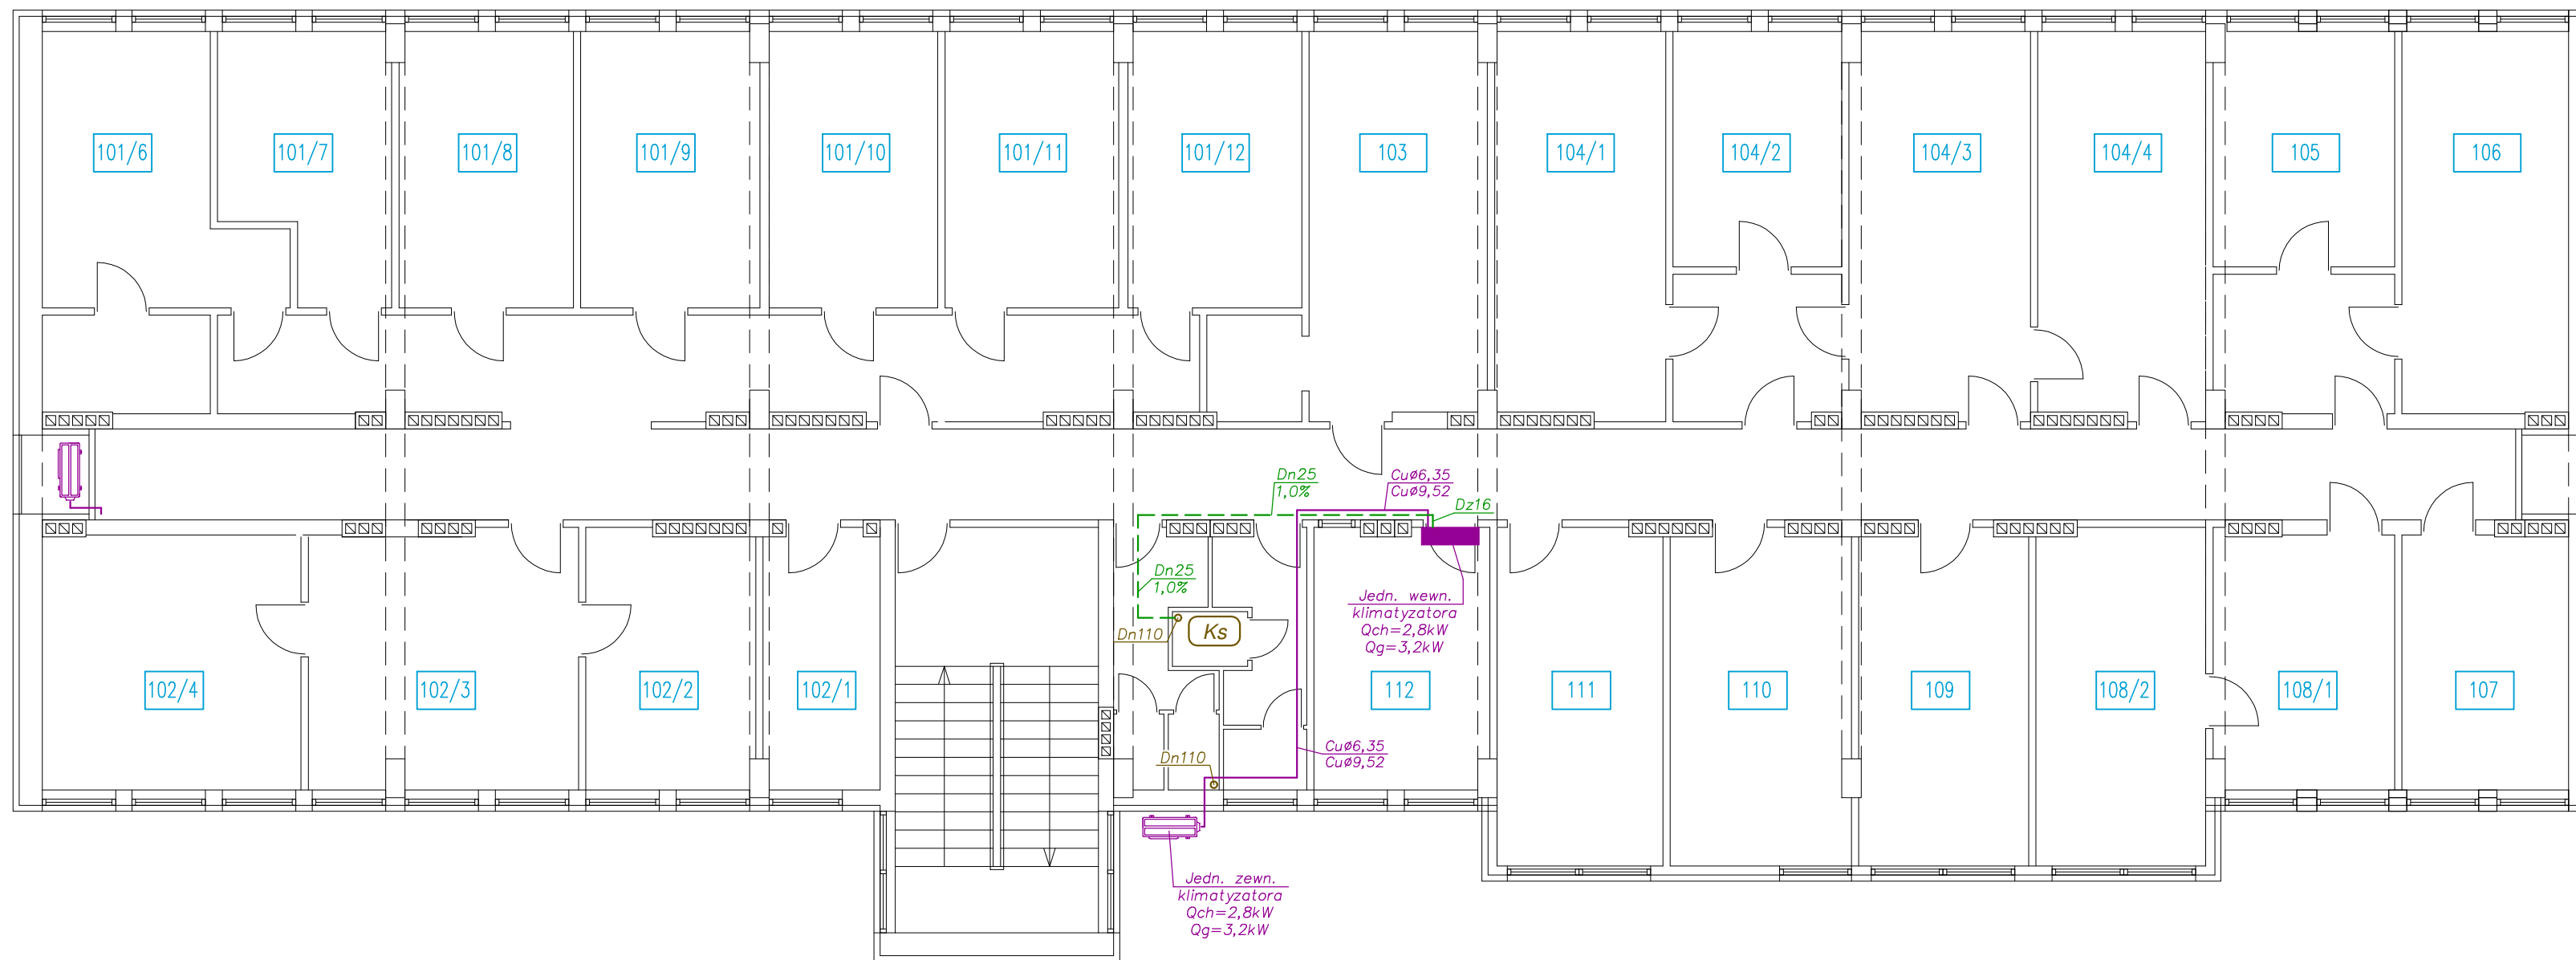 101/6
101/7
101/8
101/9
101/10
101/11
101/12
103
104/1
104/2
104/3
104/4
105
106
Dn25
1,0%
Cuø6,35
Cuø9,52
Dz16
Dn25
1,0%
Jedn. wewn.
klimatyzatora
Qch=2,8kW
Qg=3,2kW
Dn110
Ks
102/4
102/3
102/2
102/1
112
111
110
109
108/2
108/1
107
Dn110
Cuø6,35
Cuø9,52
Jedn. zewn.
klimatyzatora
Qch=2,8kW
Qg=3,2kW